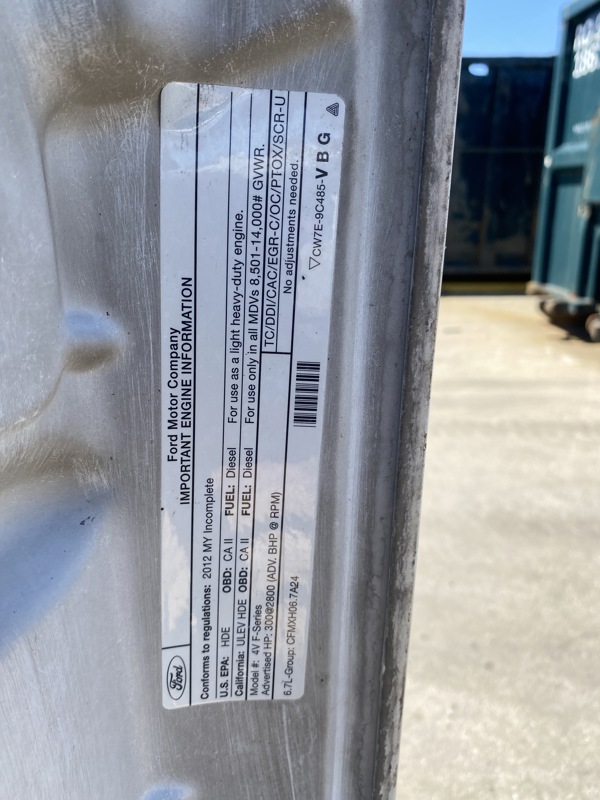 Ford
Ford Motor Company
IMPORTANT ENGINE INFORMATION
Conforms to regulations: 2012 MY Incomplete
U.S. EPA: HDE OBD: CA II FUEL: Diesel For use as a light heavy-duty engine.
California: ULEV HDE OBD: CA II FUEL: Diesel For use only in all MDVs 8,501-14,000# GVWR.
Model #: 4V F-Series
Advertised HP: 300@2800 (ADV. BHP @ RPM)
TC/DDI/CAC/EGR-C/OC/PTOX/SCR-U
No adjustments needed.
6.7L-Group: CFMXH06.7A24
CW7E-9C485-VBG